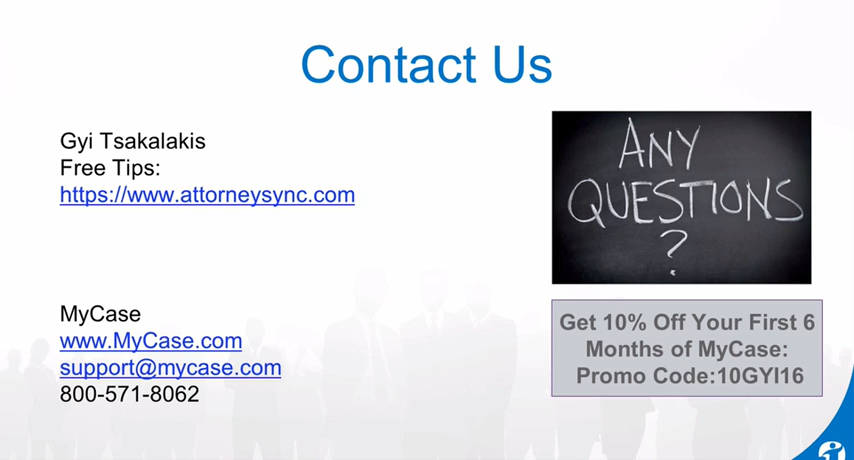 Contact Us
Gyi Tsakalakis
Free Tips:
https://www.attorneysync.com
ANY
QUESTIONS
?
MyCase
www.MyCase.com
support@mycase.com
800-571-8062
Get 10% Off Your First 6
Months of MyCase:
Promo Code:10GYI16